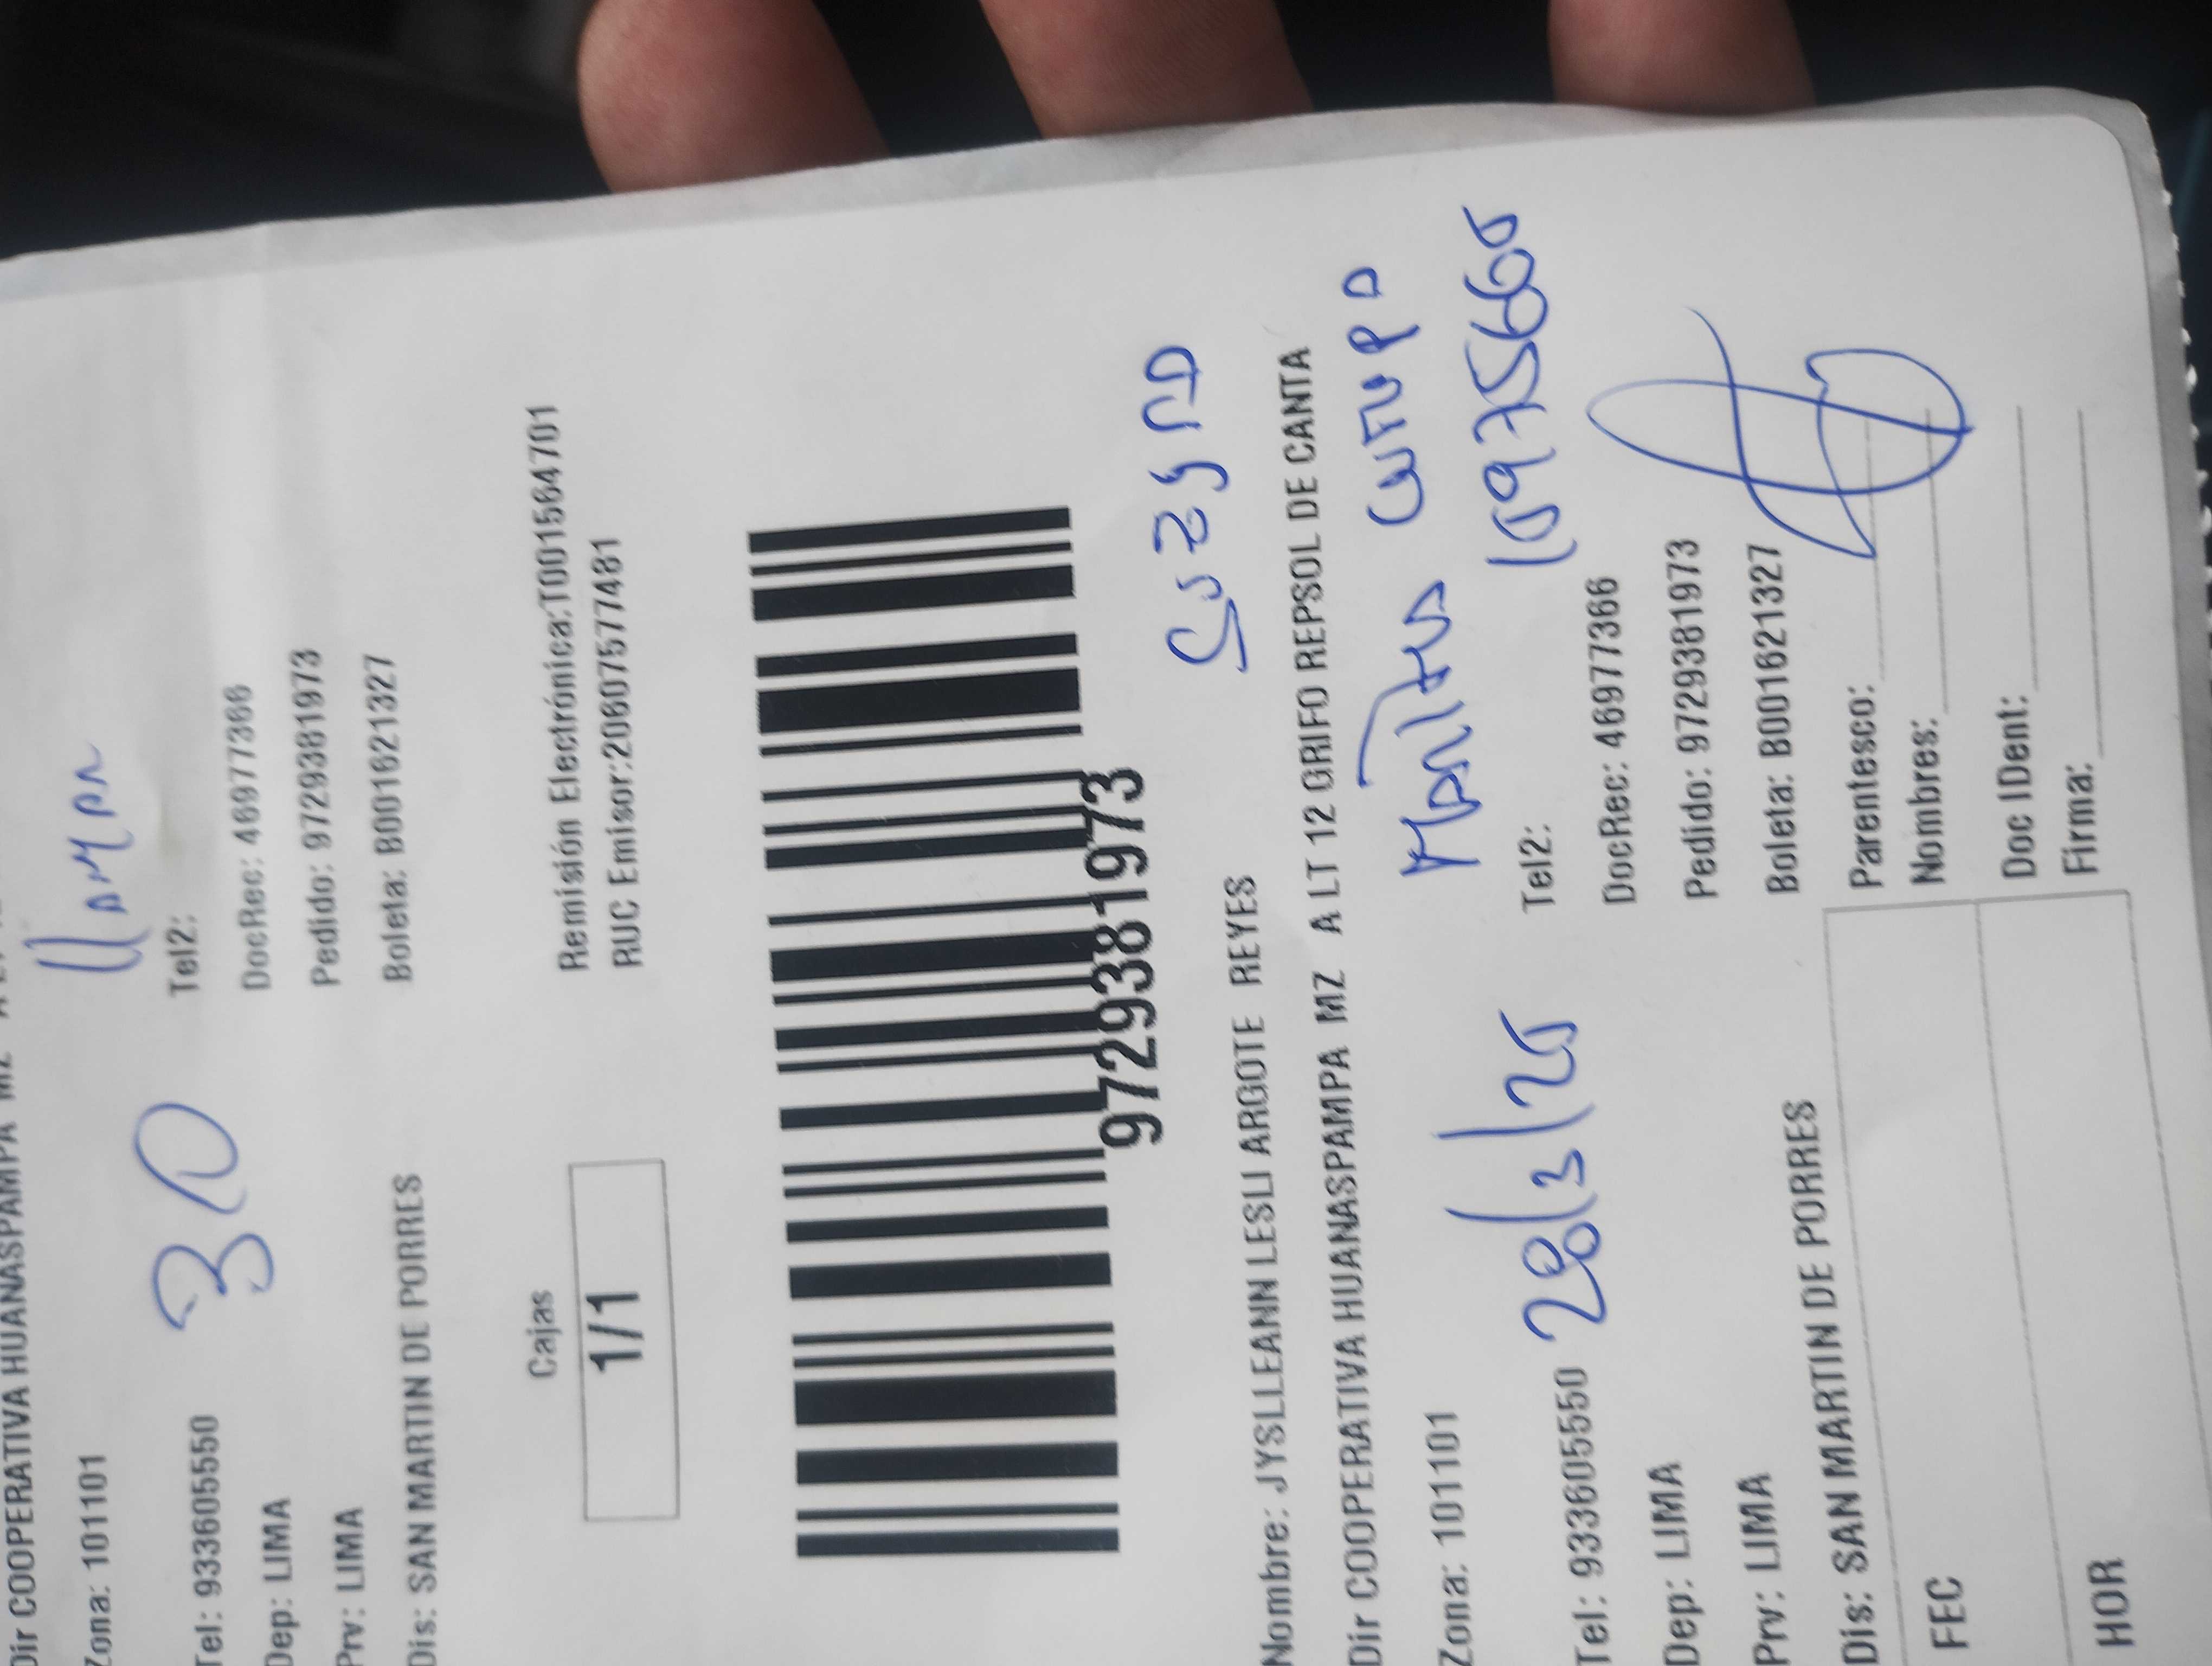 Dir COOPERATIVA HUANASPAMPA MZ
Zona: 101101
llamar
Tel: 933605550
30
Tel2:
Dep: LIMA
DocRec: 46977366
Prv: LIMA
Pedido: 9729381973
Dis: SAN MARTIN DE PORRES
Boleta: B001621327
Cajas
1/1
Remisión Electrónica:T001564701
RUC Emisor:20607577481
9729381973
Nombre: JYSLLEANN LESLI ARGOTE REYES
Dir COOPERATIVA HUANASPAMPA MZ A LT 12 GRIFO REPSOL DE CANTA
Zona: 101101
Tel: 933605550
28/3/25
Tel2:
Dep: LIMA
DocRec: 46977366
Prv: LIMA
Pedido: 9729381973
Dis: SAN MARTIN DE PORRES
Boleta: B001621327
FEC
Parentesco:
Nombres:
HOR
Doc IDent:
Firma: